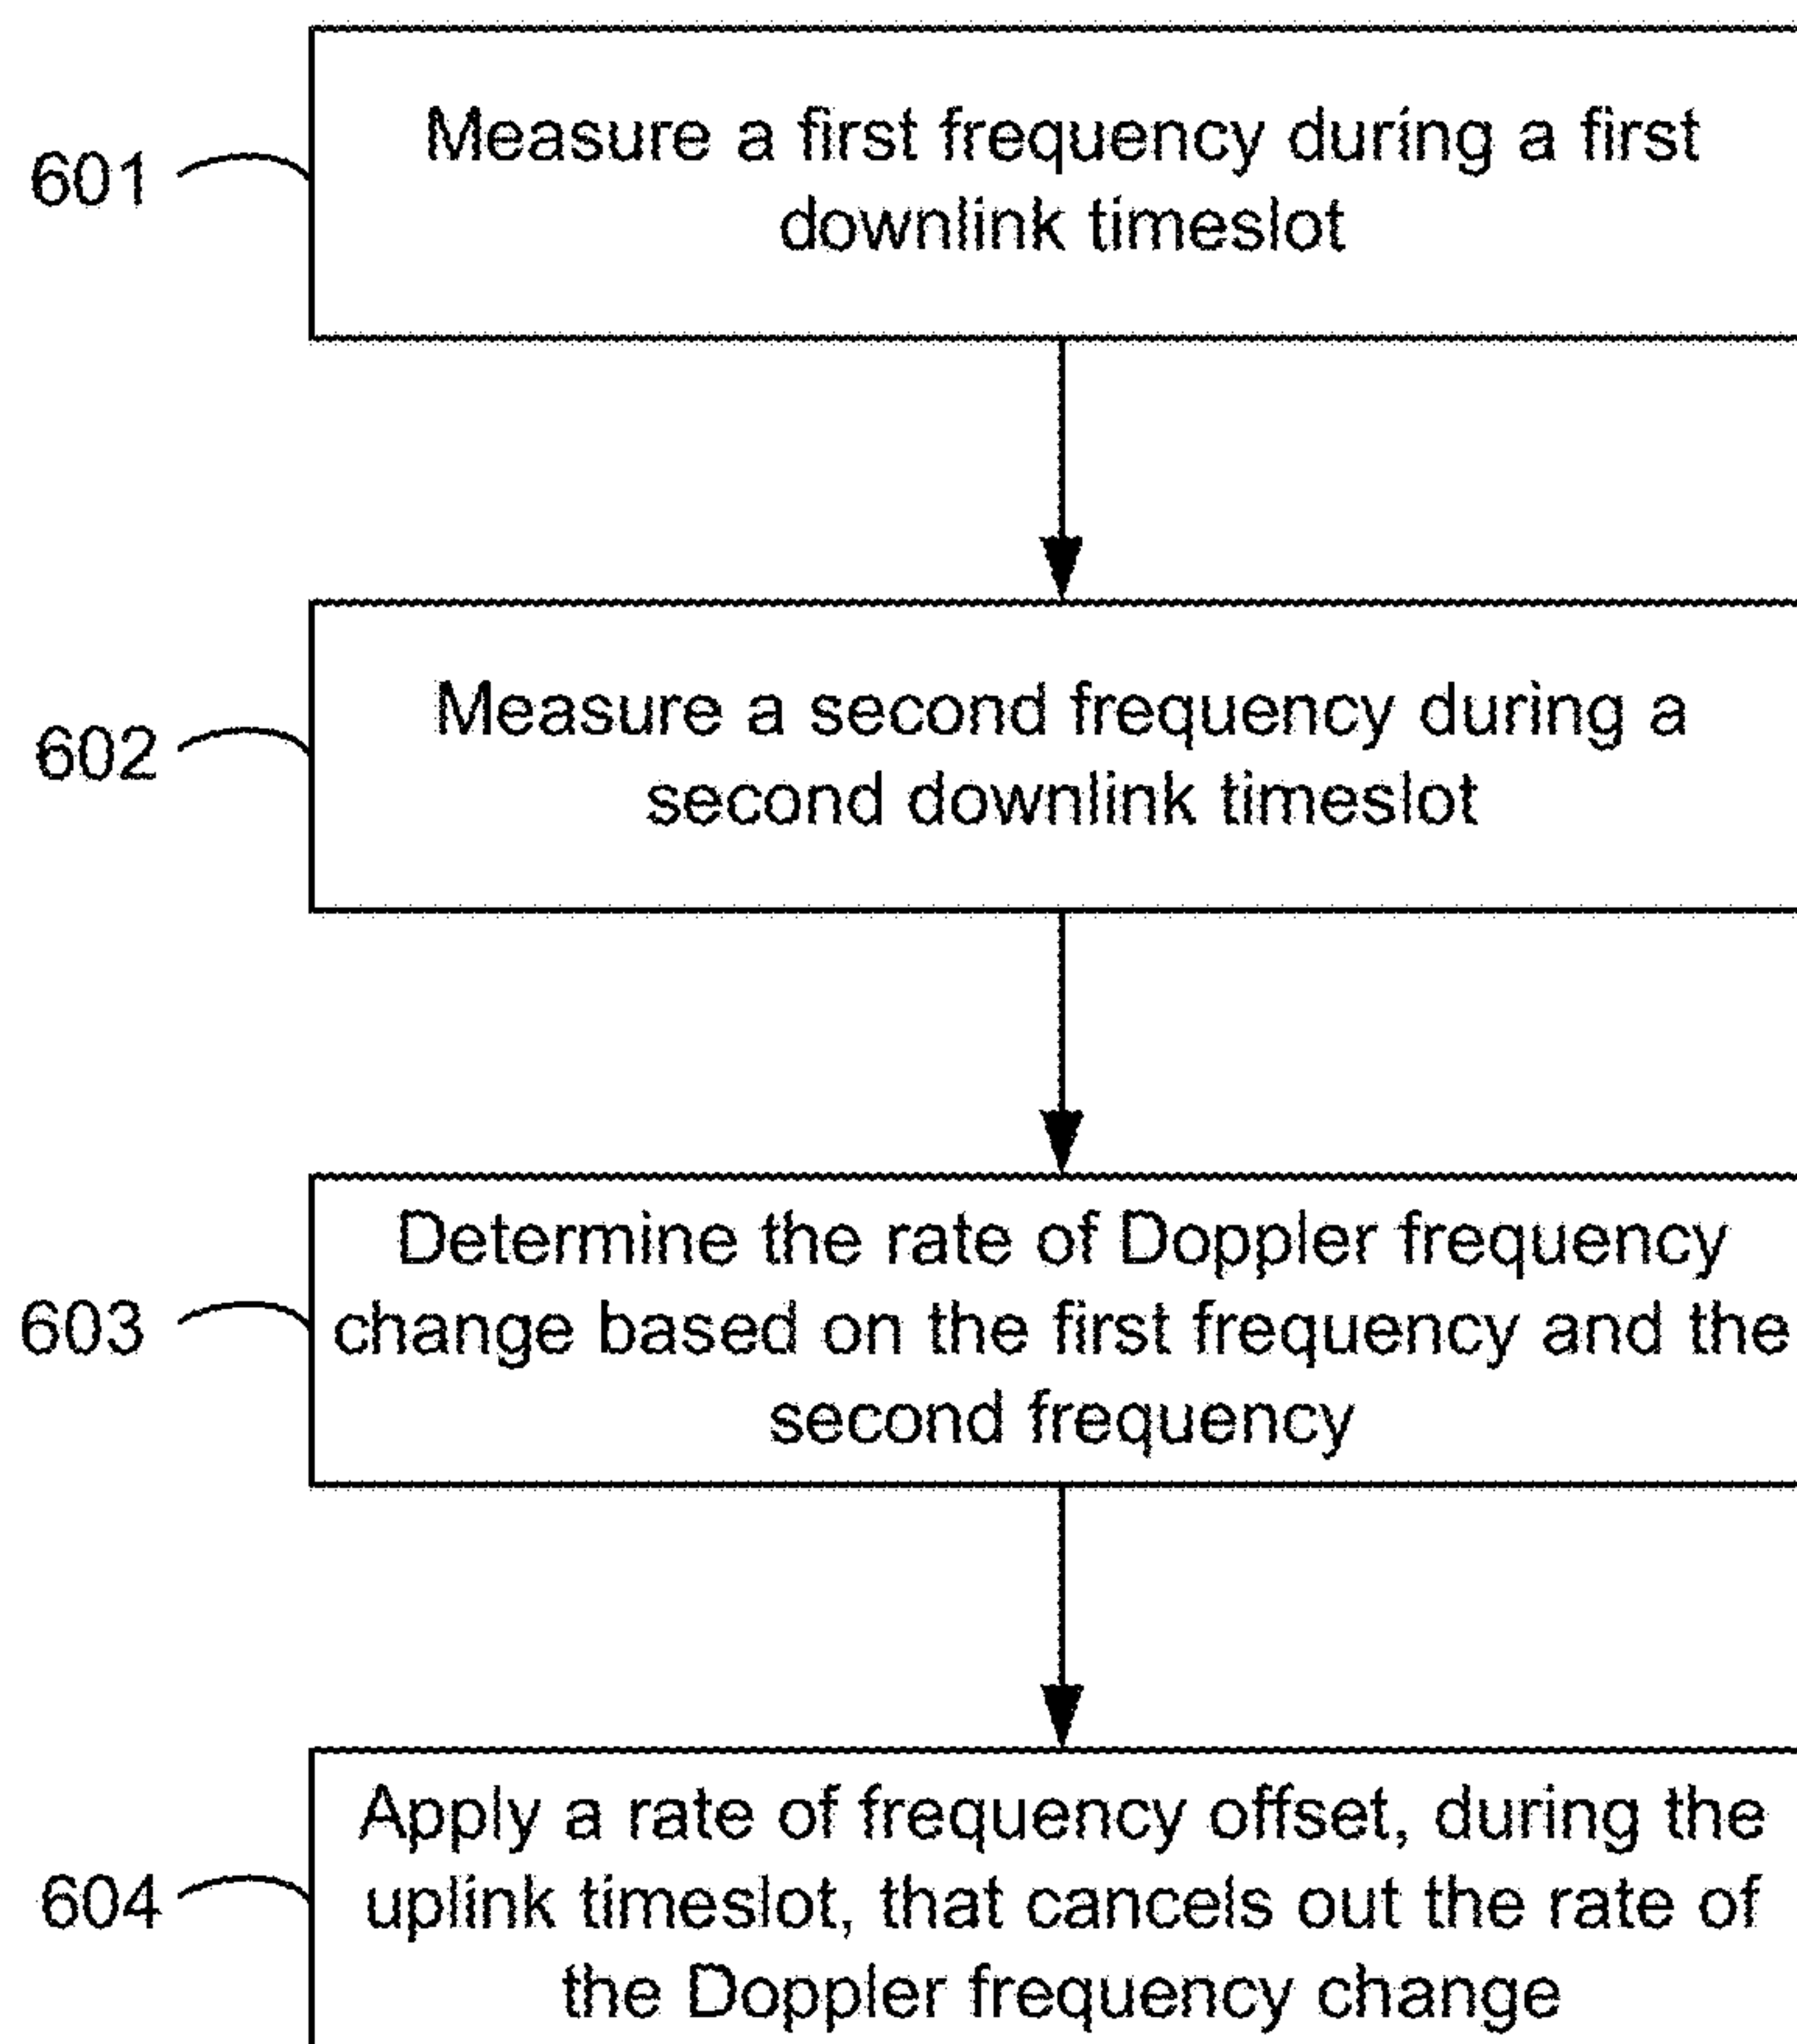 601
Measure a first frequency during a first
downlink timeslot
602
Measure a second frequency during a
second downlink timeslot
603
Determine the rate of Doppler frequency
change based on the first frequency and the
second frequency
604
Apply a rate of frequency offset, during the
uplink timeslot, that cancels out the rate of
the Doppler frequency change